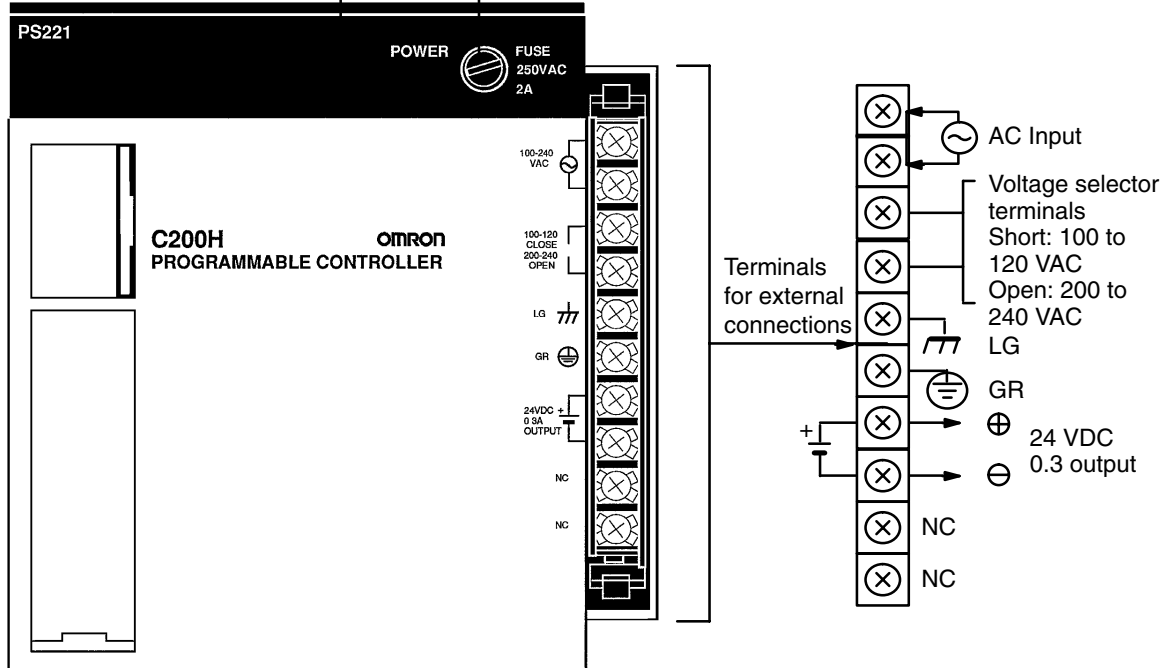 PS221
POWER
FUSE
250VAC
2A
100-240
VAC
C200H
OMRON
PROGRAMMABLE CONTROLLER
100-120
CLOSE
200-240
OPEN
LG
GR
24VDC +
0 3A
OUTPUT
NC
NC
Terminals
for external
connections
AC Input
Voltage selector
terminals
Short: 100 to
120 VAC
Open: 200 to
240 VAC
LG
GR
+
24 VDC
0.3 output
NC
NC